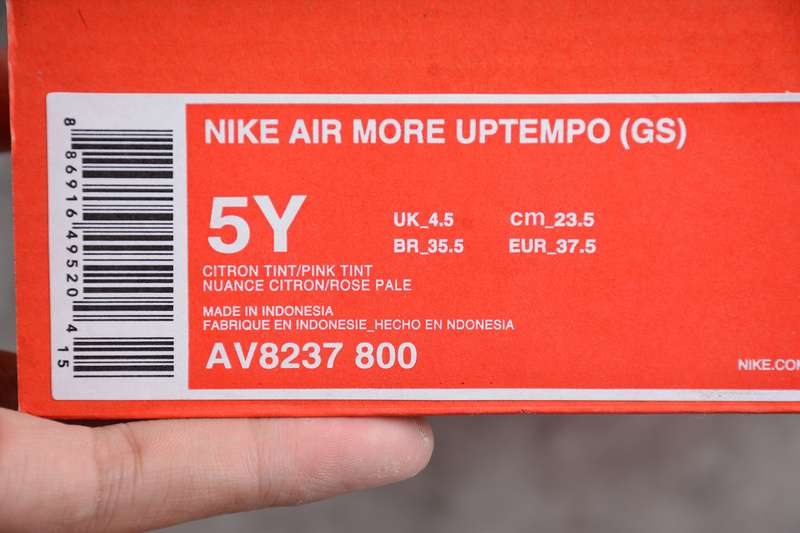 8 86916 49520 4 15
NIKE AIR MORE UPTEMPO (GS)
5Y
UK_4.5 cm_23.5
BR_35.5 EUR_37.5
CITRON TINT/PINK TINT
NUANCE CITRON/ROSE PALE
MADE IN INDONESIA
FABRIQUE EN INDONESIE_HECHO EN NDONESIA
AV8237 800
NIKE.COM